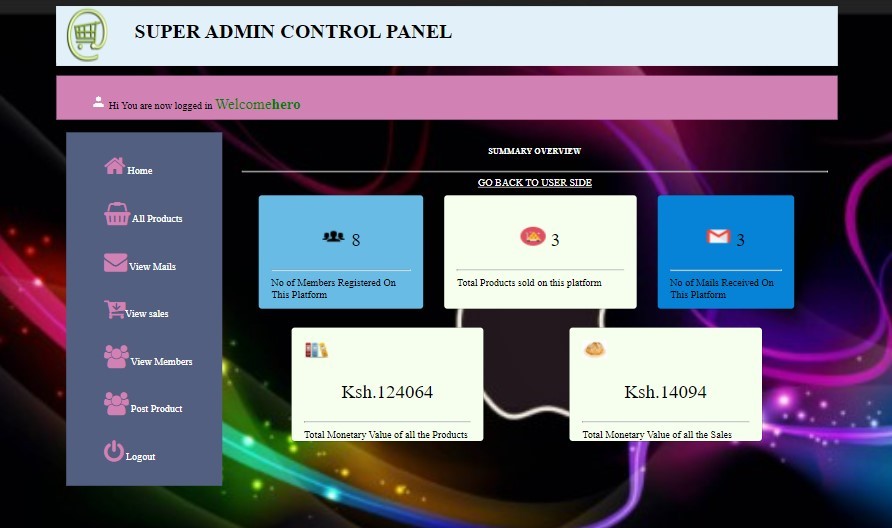 SUPER ADMIN CONTROL PANEL
Hi You are now logged in Welcomehero
Home
All Products
View Mails
View sales
View Members
Post Product
Logout
SUMMARY OVERVIEW
GO BACK TO USER SIDE
8
No of Members Registered On
This Platform
3
Total Products sold on this platform
3
No of Mails Received On
This Platform
Ksh.124064
Total Monetary Value of all the Products
Ksh.14094
Total Monetary Value of all the Sales